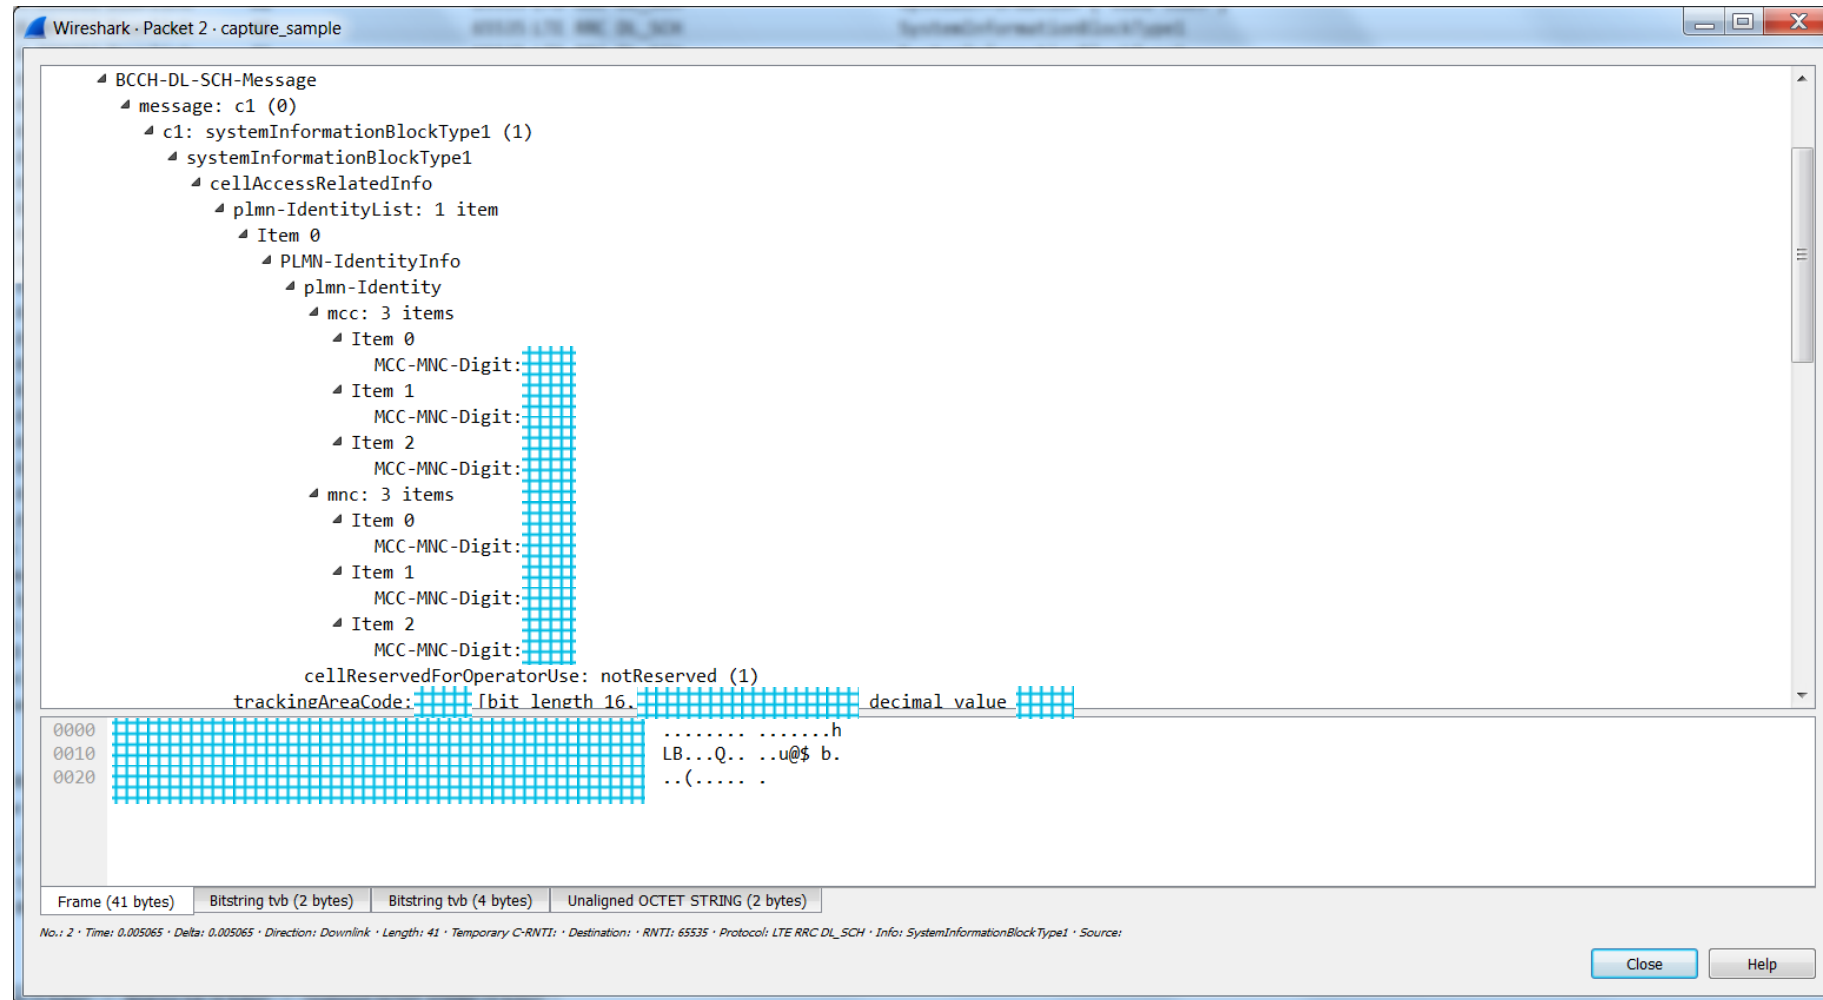 Wireshark · Packet 2 · capture_sample
BCCH-DL-SCH-Message
message: c1 (0)
c1: systemInformationBlockType1 (1)
systemInformationBlockType1
cellAccessRelatedInfo
plmn-IdentityList: 1 item
Item 0
PLMN-IdentityInfo
plmn-Identity
mcc: 3 items
Item 0
MCC-MNC-Digit:
Item 1
MCC-MNC-Digit:
Item 2
MCC-MNC-Digit:
mnc: 3 items
Item 0
MCC-MNC-Digit:
Item 1
MCC-MNC-Digit:
Item 2
MCC-MNC-Digit:
cellReservedForOperatorUse: notReserved (1)
trackingAreaCode: [bit length 16, decimal value
0000 ........ .......h
0010 LB...Q.. ..u@$ b.
0020 ..(..... .
Frame (41 bytes) Bitstring tvb (2 bytes) Bitstring tvb (4 bytes) Unaligned OCTET STRING (2 bytes)
No.: 2 · Time: 0.005065 · Delta: 0.005065 · Direction: Downlink · Length: 41 · Temporary C-RNTI: · Destination: · RNTI: 65535 · Protocol: LTE RRC DL_SCH · Info: SystemInformationBlockType1 · Source:
Close Help